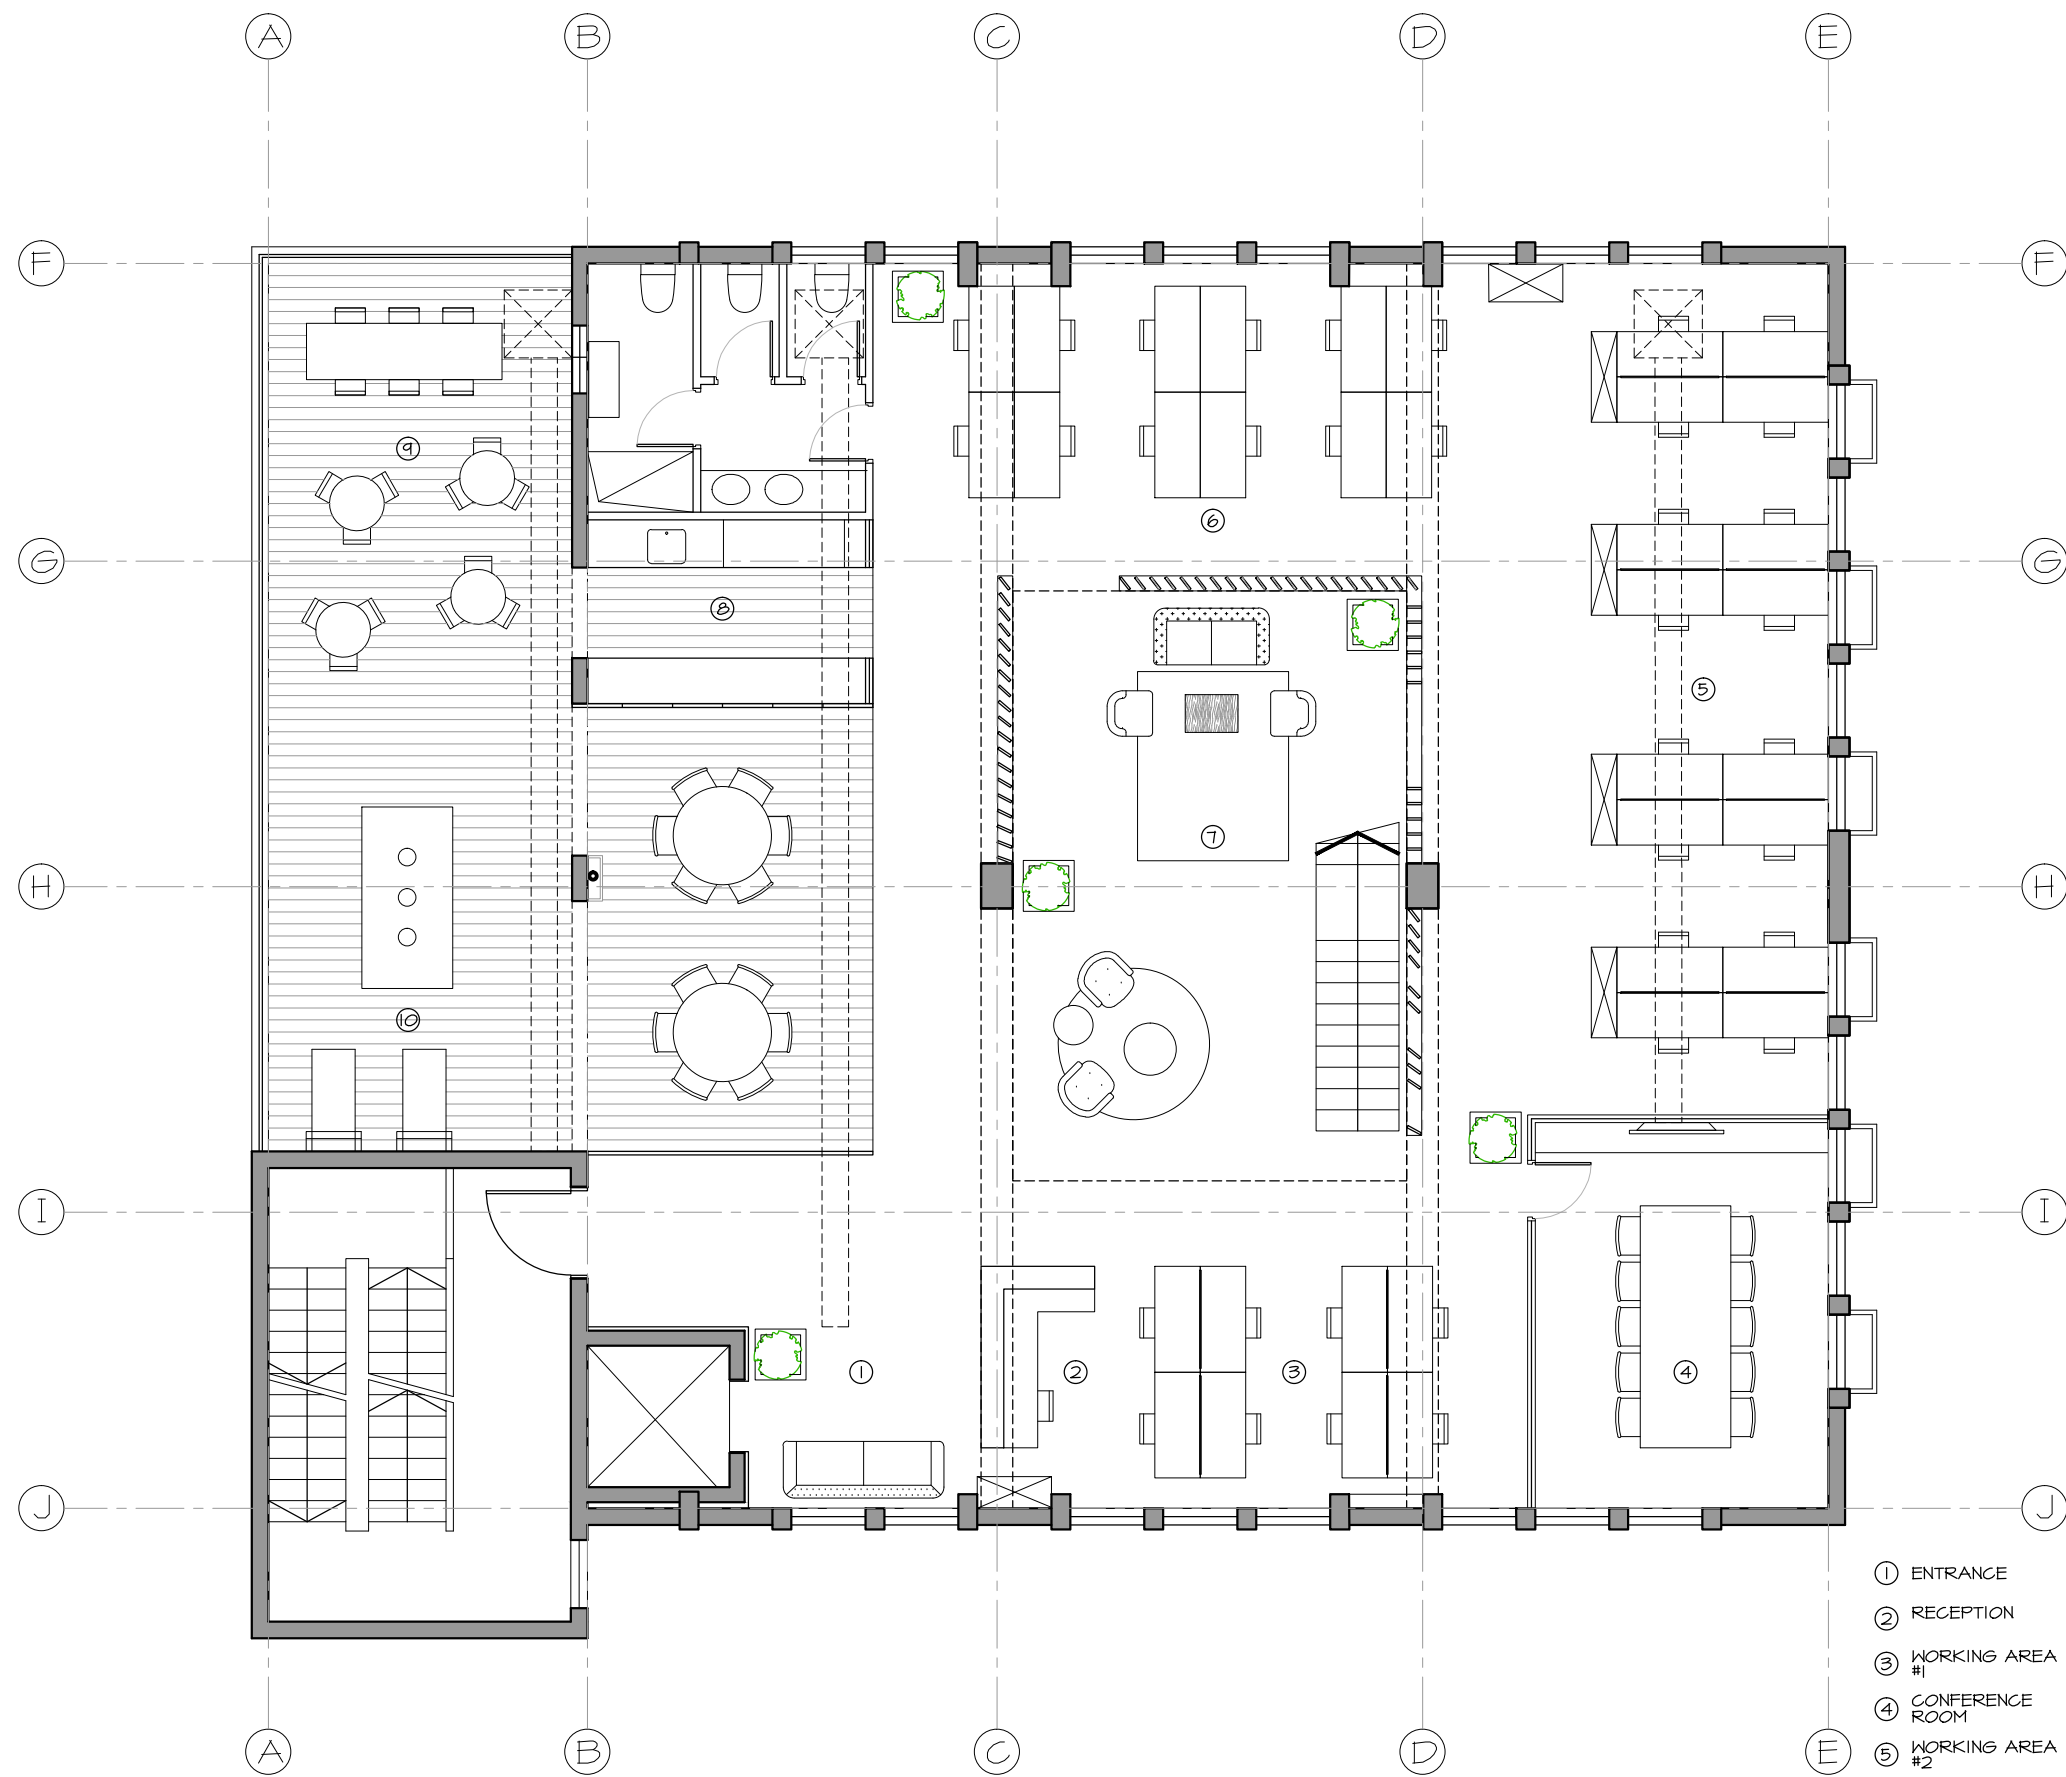 A B C D E
F F
9
6
G G
8
5
7
H H
10
I I
1 2 3 4
J J
1 ENTRANCE
2 RECEPTION
3 WORKING AREA
#1
4 CONFERENCE
ROOM
5 WORKING AREA
#2
A B C D E